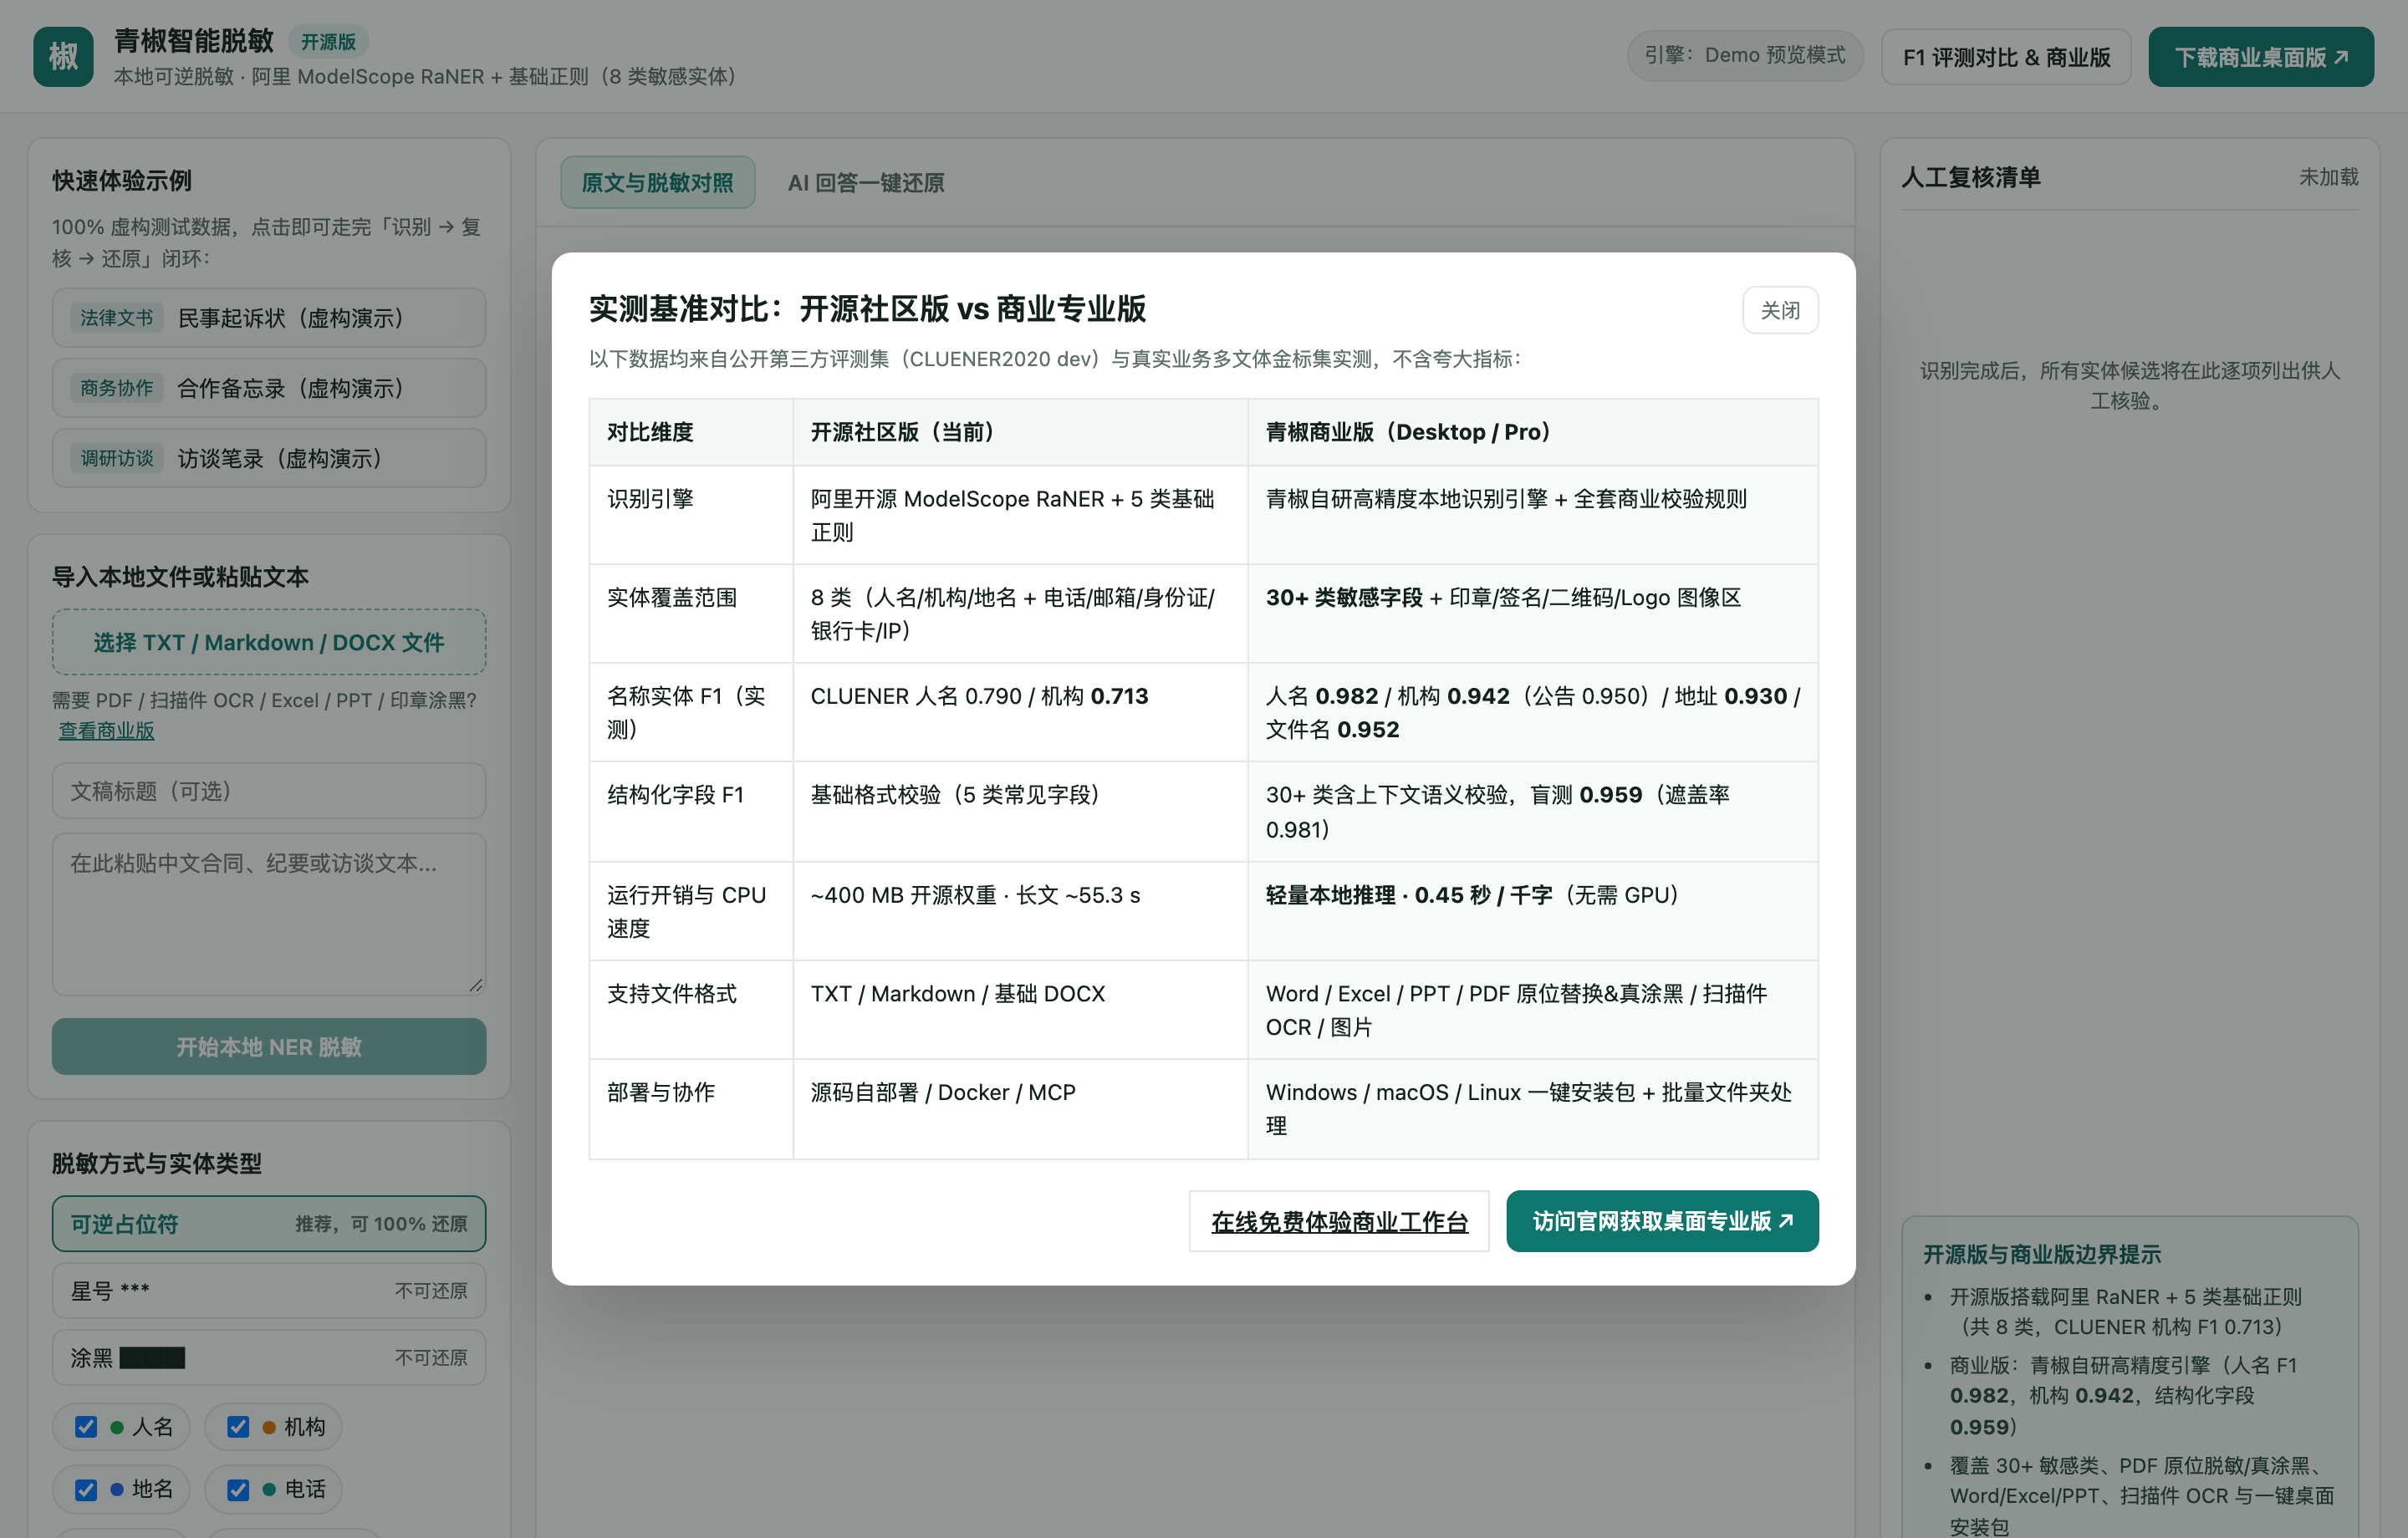 椒
青椒智能脱敏 开源版
本地可逆脱敏 · 阿里 ModelScope RaNER + 基础正则（8 类敏感实体）
引擎：Demo 预览模式
F1 评测对比 & 商业版
下载商业桌面版 ↗
快速体验示例
100% 虚构测试数据，点击即可走完「识别 → 复
核 → 还原」闭环：
法律文书 民事起诉状（虚构演示）
商务协作 合作备忘录（虚构演示）
调研访谈 访谈笔录（虚构演示）
导入本地文件或粘贴文本
选择 TXT / Markdown / DOCX 文件
需要 PDF / 扫描件 OCR / Excel / PPT / 印章涂黑？
查看商业版
文稿标题（可选）
在此粘贴中文合同、纪要或访谈文本...
开始本地 NER 脱敏
脱敏方式与实体类型
可逆占位符 推荐，可 100% 还原
星号 *** 不可还原
涂黑 █████ 不可还原
人名 机构
地名 电话
原文与脱敏对照 AI 回答一键还原
实测基准对比：开源社区版 vs 商业专业版
关闭
以下数据均来自公开第三方评测集（CLUENER2020 dev）与真实业务多文体金标集实测，不含夸大指标：
对比维度 开源社区版（当前） 青椒商业版（Desktop / Pro）
识别引擎 阿里开源 ModelScope RaNER + 5 类基础 青椒自研高精度本地识别引擎 + 全套商业校验规则
正则
实体覆盖范围 8 类（人名/机构/地名 + 电话/邮箱/身份证/ 30+ 类敏感字段 + 印章/签名/二维码/Logo 图像区
银行卡/IP）
名称实体 F1（实 CLUENER 人名 0.790 / 机构 0.713 人名 0.982 / 机构 0.942（公告 0.950）/ 地址 0.930 /
测） 文件名 0.952
结构化字段 F1 基础格式校验（5 类常见字段） 30+ 类含上下文语义校验，盲测 0.959（遮盖率
0.981）
运行开销与 CPU ~400 MB 开源权重 · 长文 ~55.3 s 轻量本地推理 · 0.45 秒 / 千字（无需 GPU）
速度
支持文件格式 TXT / Markdown / 基础 DOCX Word / Excel / PPT / PDF 原位替换&真涂黑 / 扫描件
OCR / 图片
部署与协作 源码自部署 / Docker / MCP Windows / macOS / Linux 一键安装包 + 批量文件夹处
理
在线免费体验商业工作台
访问官网获取桌面专业版 ↗
人工复核清单 未加载
识别完成后，所有实体候选将在此逐项列出供人
工核验。
开源版与商业版边界提示
• 开源版搭载阿里 RaNER + 5 类基础正则
（共 8 类，CLUENER 机构 F1 0.713）
• 商业版：青椒自研高精度引擎（人名 F1
0.982，机构 0.942，结构化字段
0.959）
• 覆盖 30+ 敏感类、PDF 原位脱敏/真涂黑、
Word/Excel/PPT、扫描件 OCR 与一键桌面
安装包